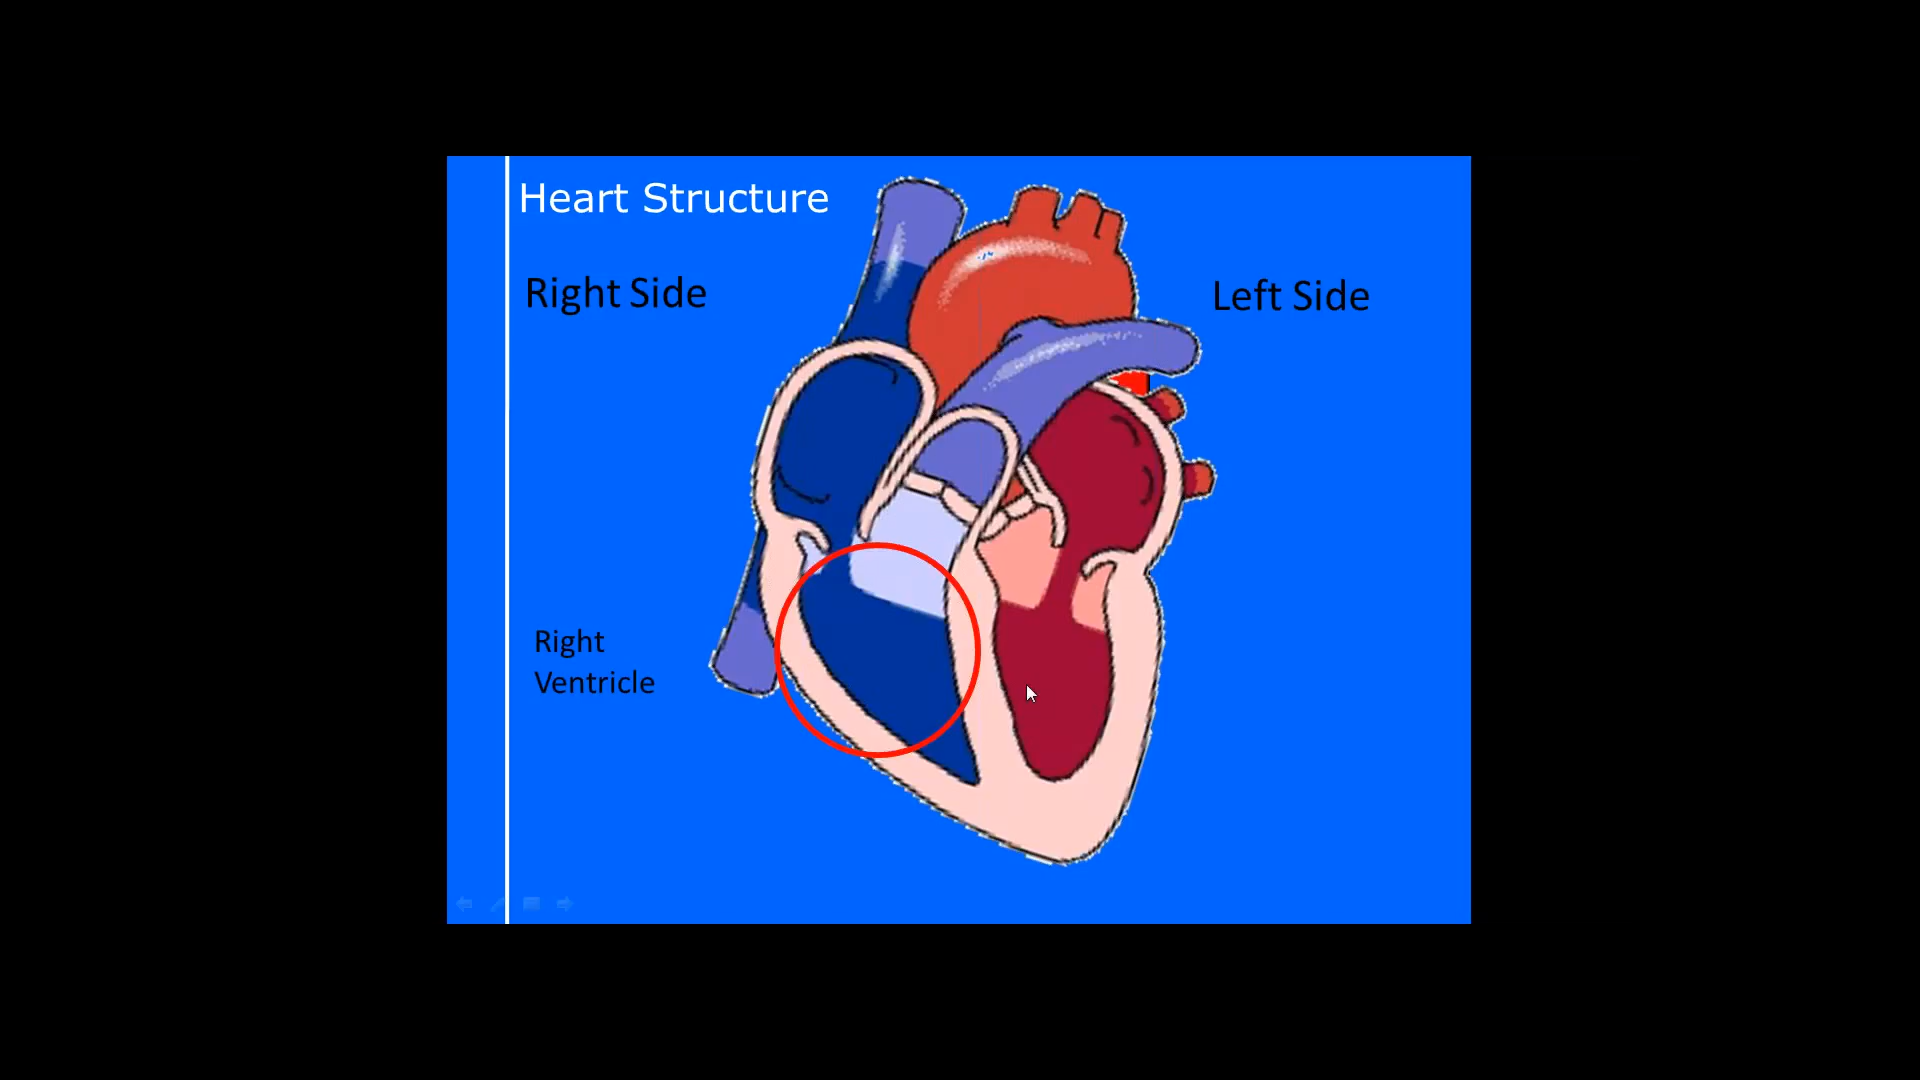 Heart Structure
Right Side
Left Side
Right
Ventricle